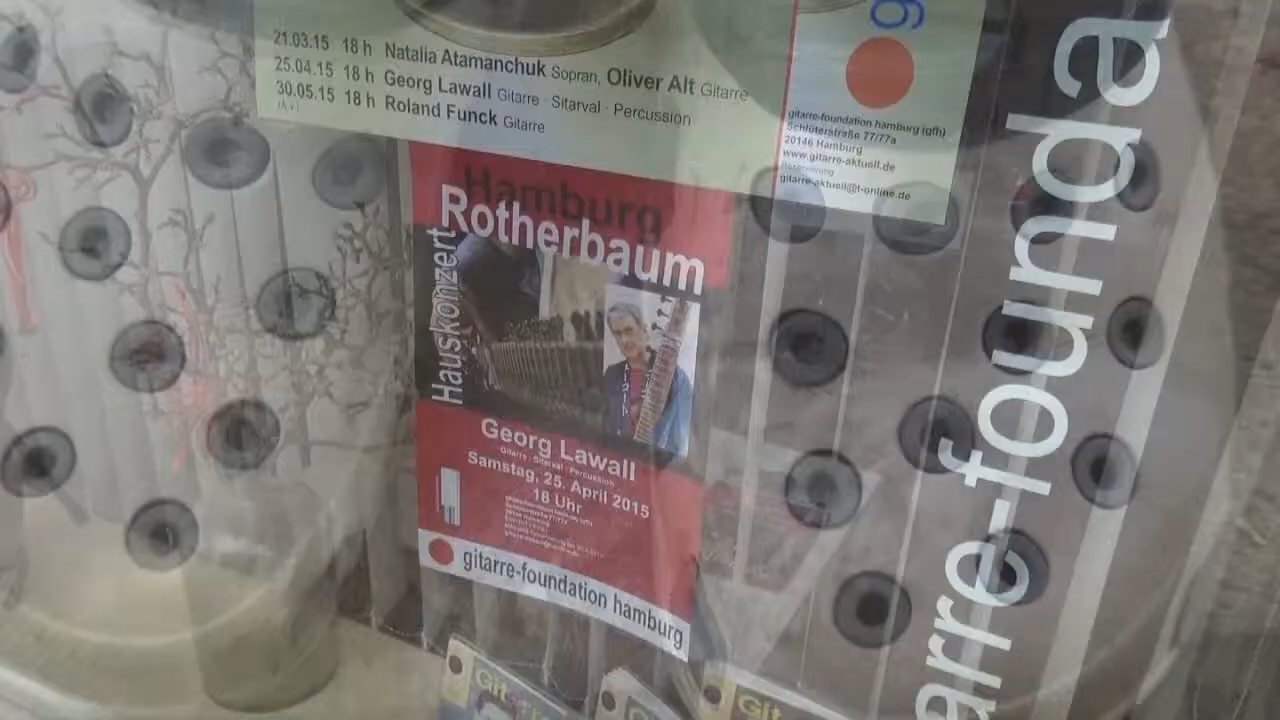 21.03.15 18 h Natalia Atamanchuk Sopran, Oliver Alt Gitarre
25.04.15 18 h Georg Lawall Gitarre · Sitarval · Percussion
30.05.15 18 h Roland Funck Gitarre
(A.v.)
g
gitarre-foundation hamburg (gfh)
Schlüterstraße 77/77a
20146 Hamburg
www.gitarre-aktuell.de
gitarre-aktuell@t-online.de
Hamburg
Rotherbaum
Hauskonzert
Georg Lawall
Gitarre · Sitarval · Percussion
Samstag, 25. April 2015
18 Uhr
gitarre-foundation hamburg
arre-founda
Git
Git